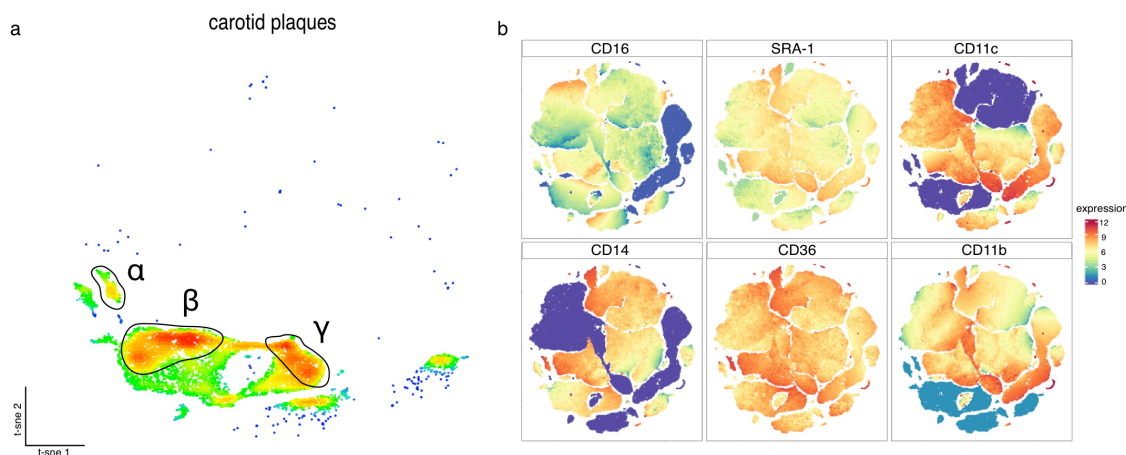 a
carotid plaques
α
β
γ
t-sne 2
t-sne 1
b
CD16
SRA-1
CD11c
CD14
CD36
CD11b
expression
12
9
6
3
0